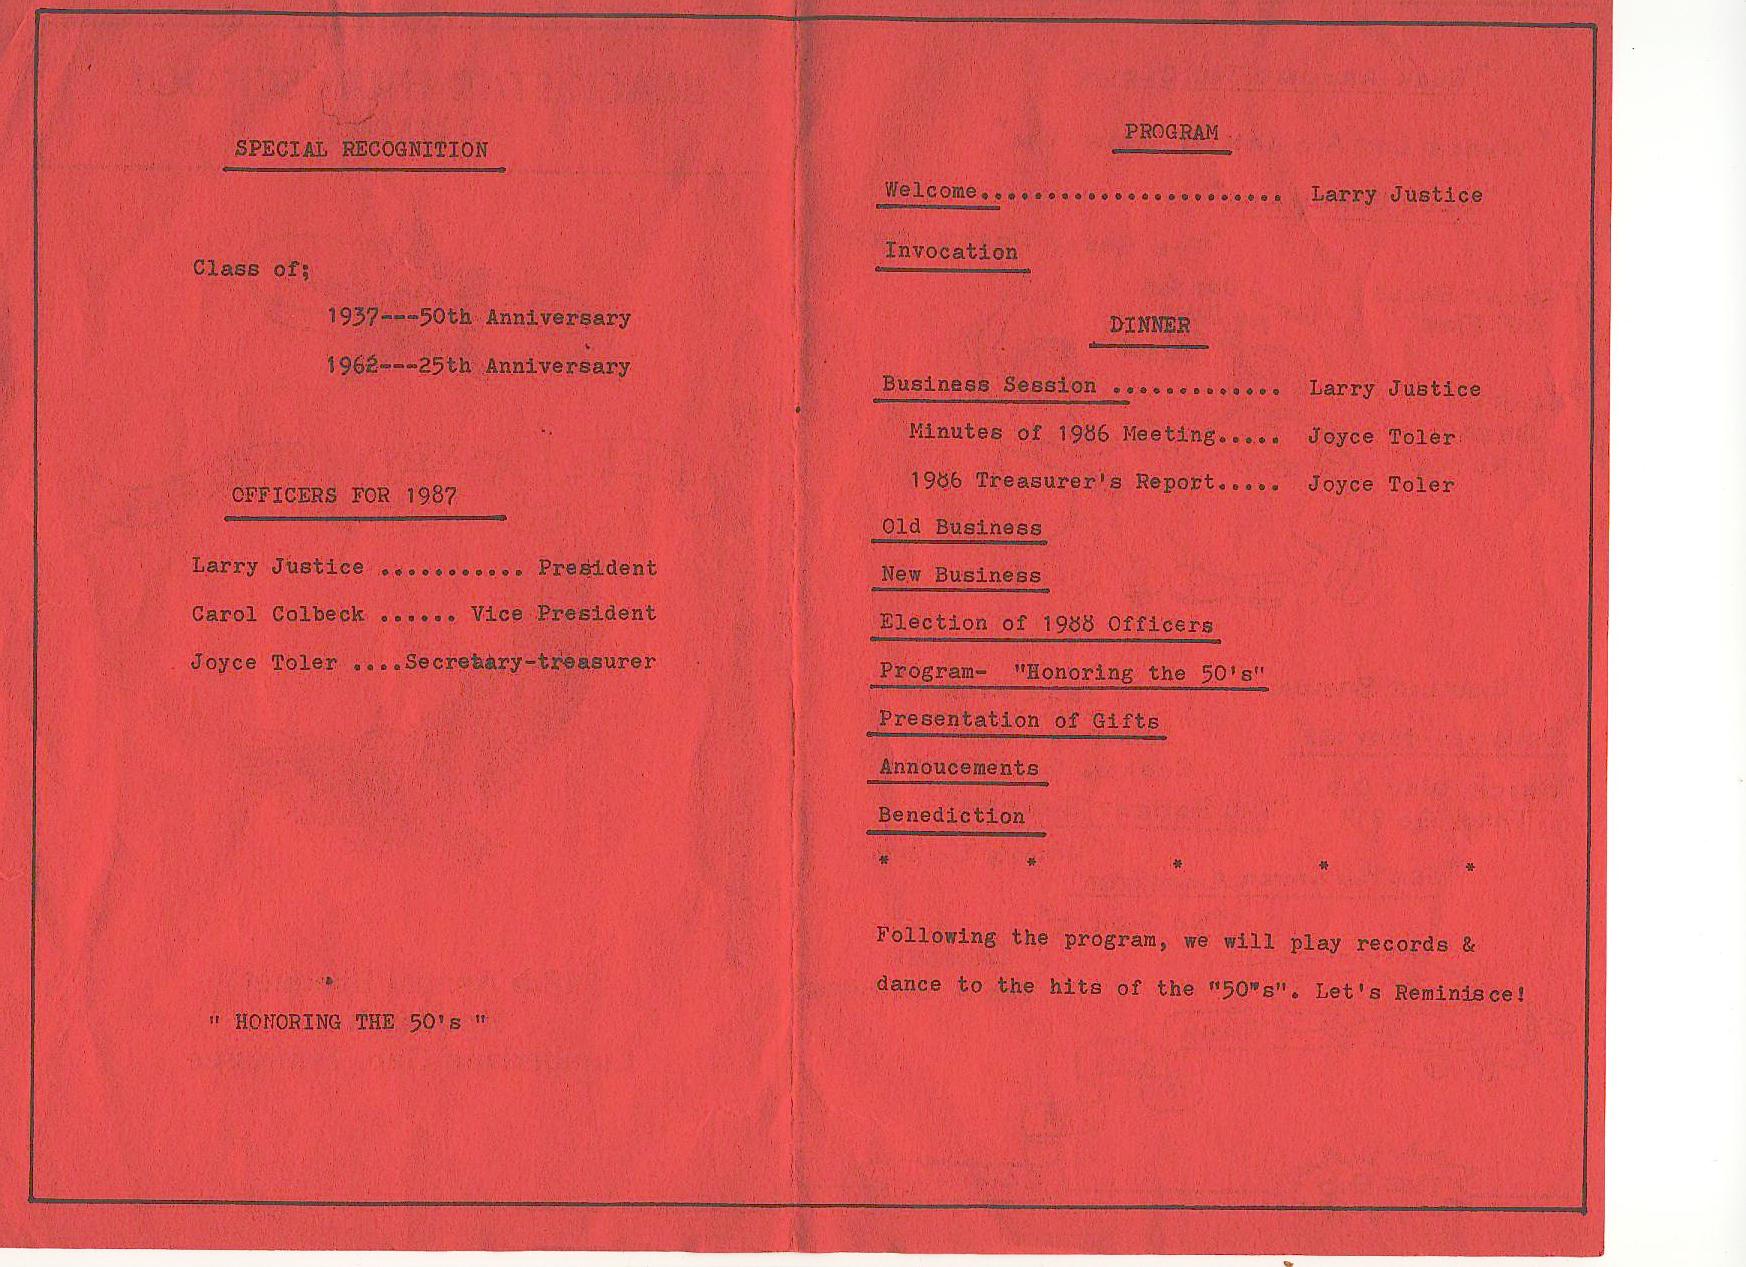 SPECIAL RECOGNITION
Class of;
1937---50th Anniversary
1962---25th Anniversary
OFFICERS FOR 1987
Larry Justice ........... President
Carol Colbeck ...... Vice President
Joyce Toler ....Secretary-treasurer
" HONORING THE 50's "
PROGRAM
Welcome....................... Larry Justice
Invocation
DINNER
Business Session ............. Larry Justice
Minutes of 1986 Meeting..... Joyce Toler
1986 Treasurer's Report..... Joyce Toler
Old Business
New Business
Election of 1988 Officers
Program- "Honoring the 50's"
Presentation of Gifts
Annoucements
Benediction
* * * * *
Following the program, we will play records &
dance to the hits of the "50"s". Let's Reminisce!